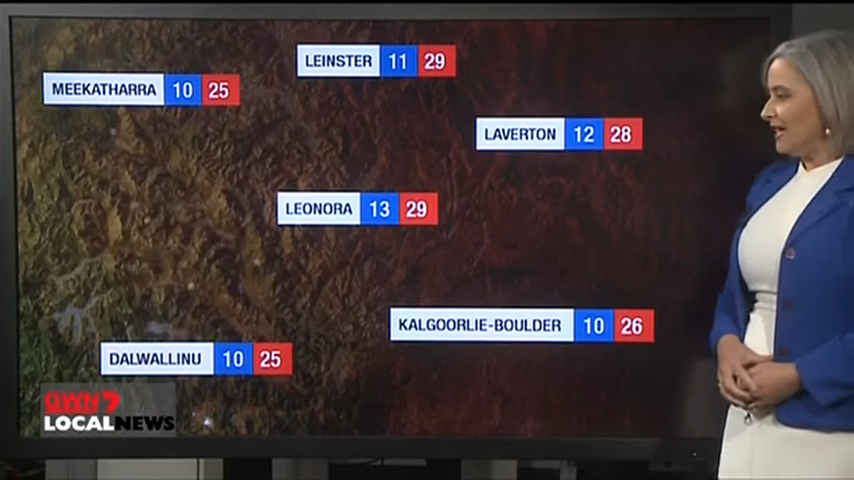 LEINSTER 11 29
MEEKATHARRA 10 25
LAVERTON 12 28
LEONORA 13 29
KALGOORLIE-BOULDER 10 26
DALWALLINU 10 25
GWN7
LOCALNEWS